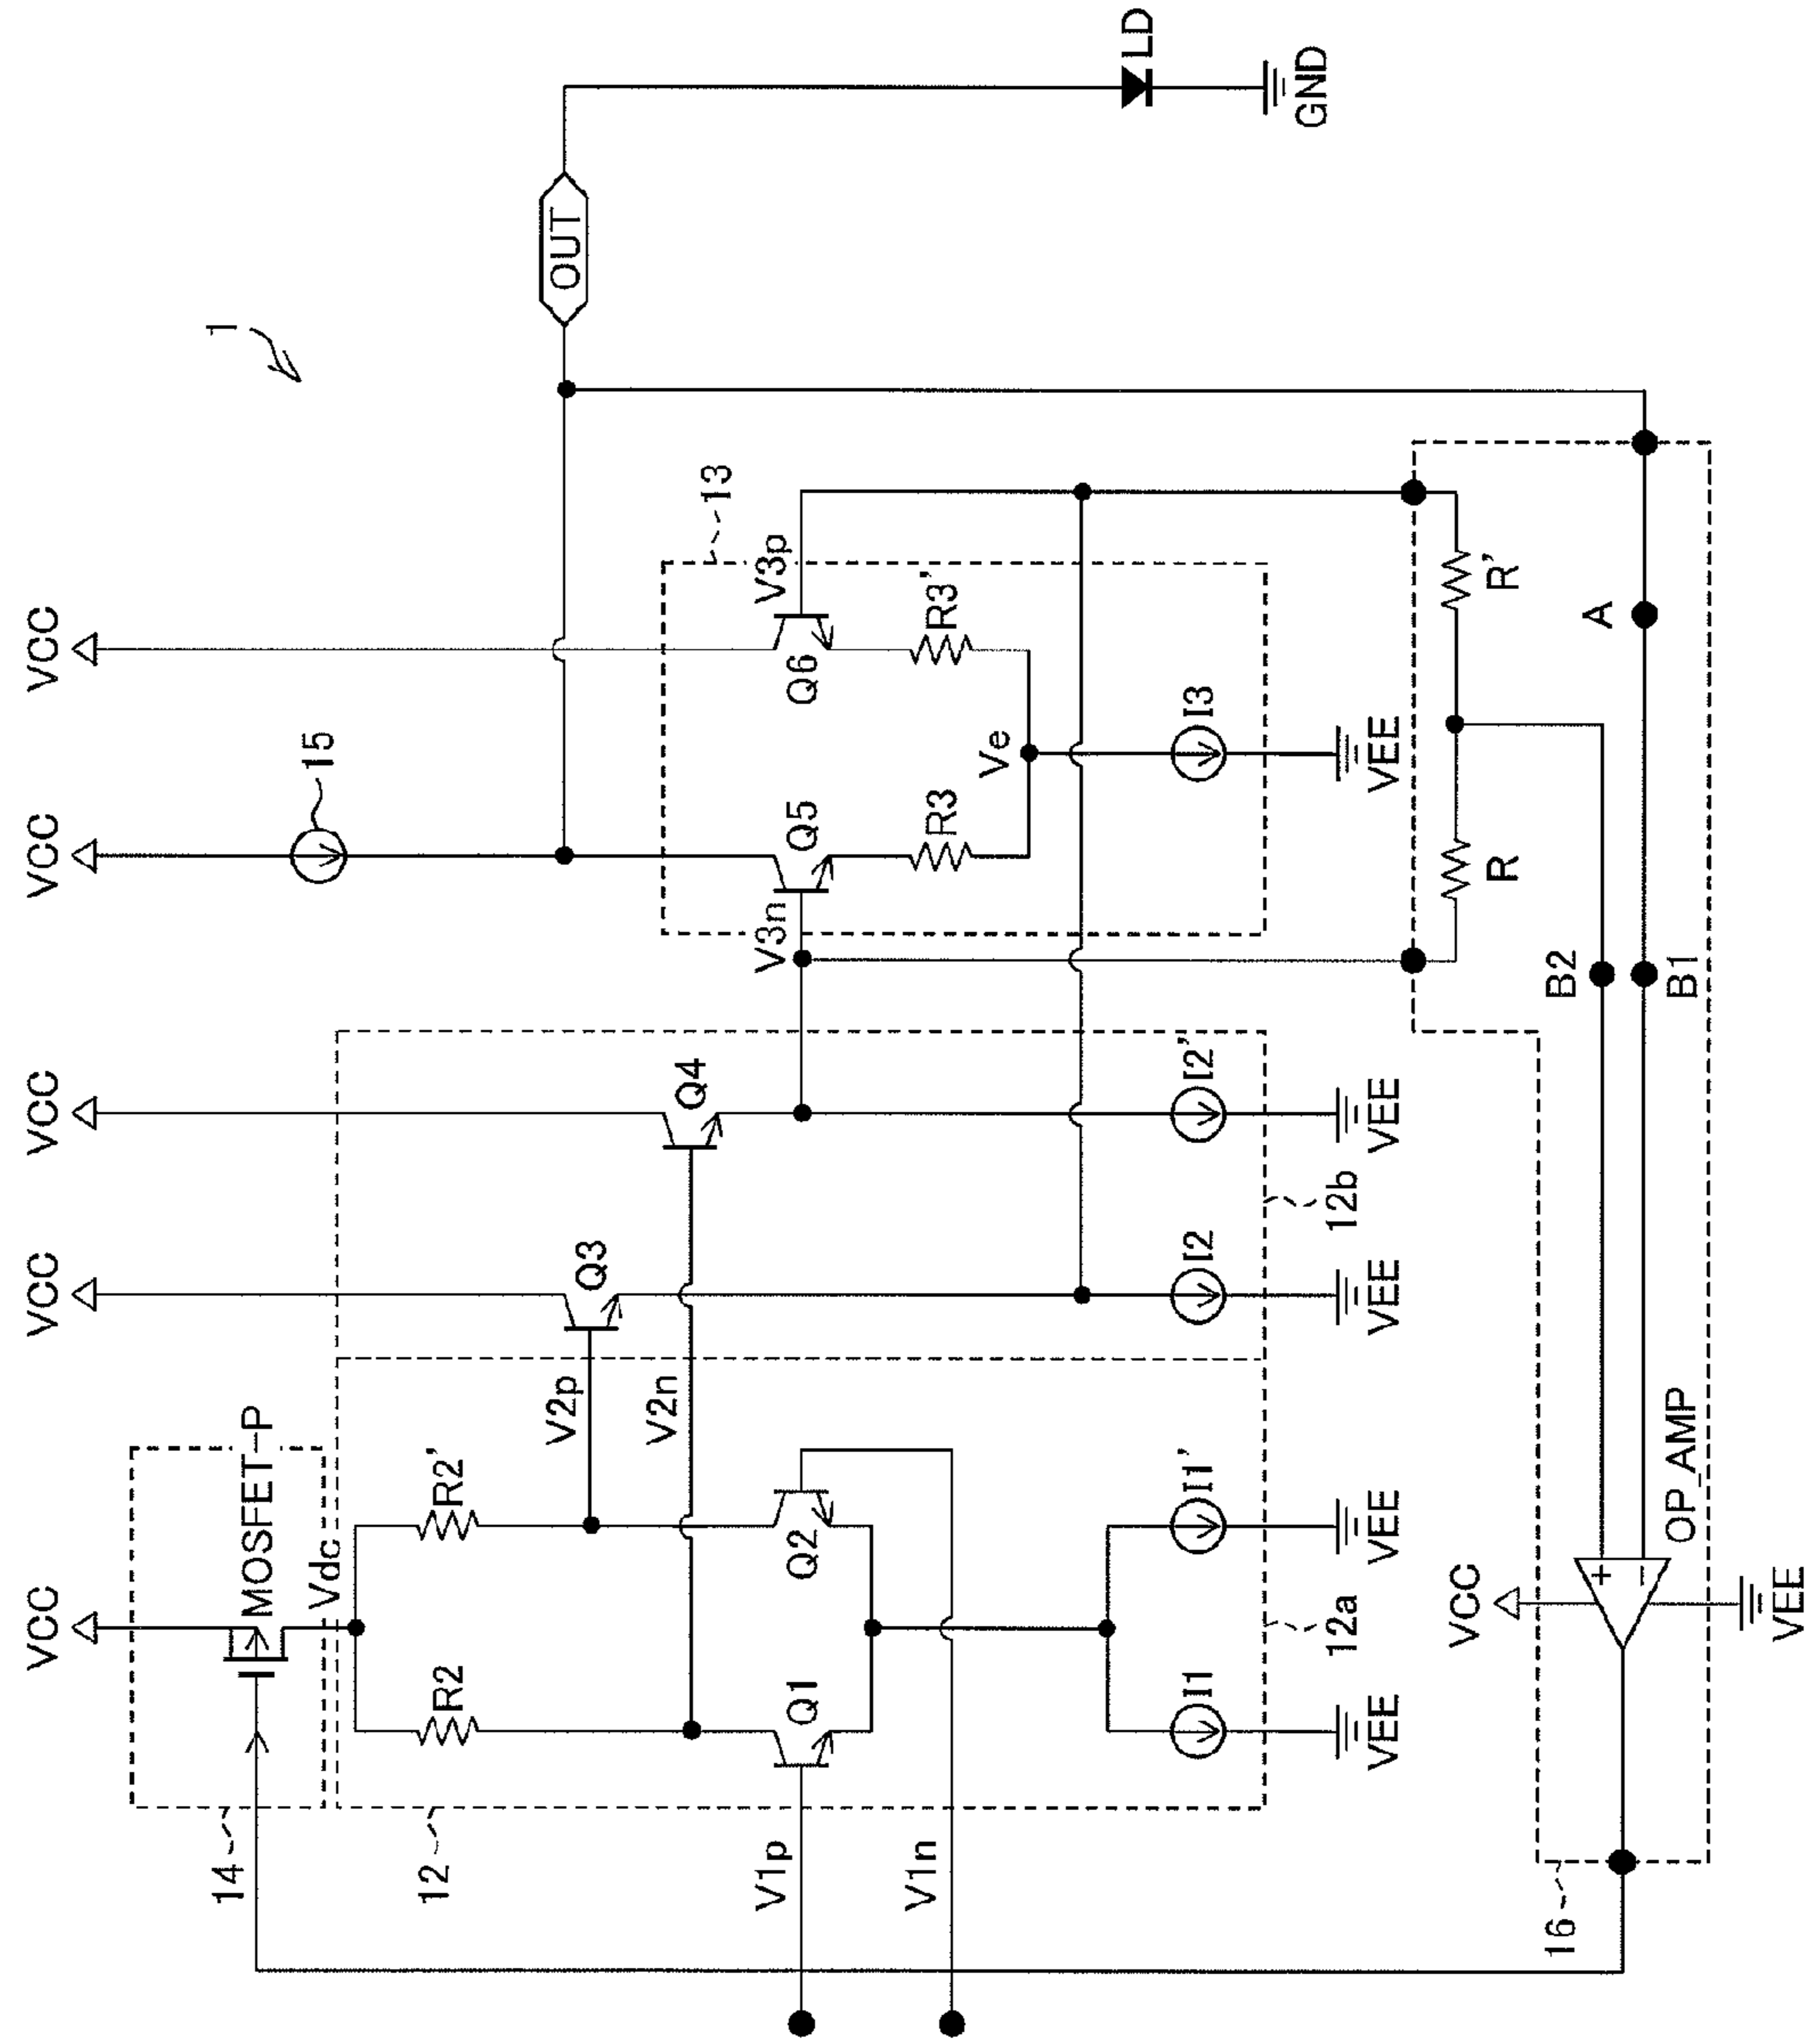 1
VCC
VCC
VCC
VCC
VCC
14
MOSFET-P
Vdc
15
OUT
LD
GND
12
R2
R2'
V2p
V2n
Q3
Q4
13
V1p
V1n
Q1
Q2
V3n
Q5
Q6
V3p
R3
R3'
Ve
I1
I1'
I2
I2'
I3
VEE
VEE
VEE
VEE
VEE
12a
12b
16
VCC
OP_AMP
+
−
VEE
B2
B1
R
R'
A